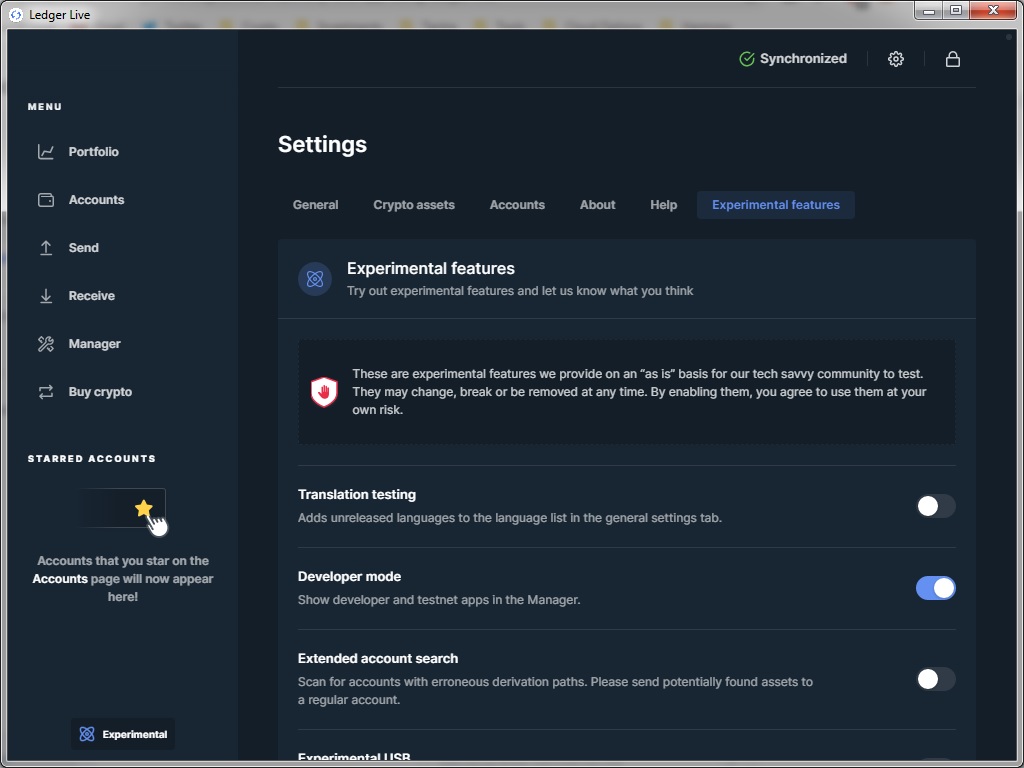 Ledger Live
Synchronized
MENU
Portfolio
Accounts
Send
Receive
Manager
Buy crypto
STARRED ACCOUNTS
Accounts that you star on the
Accounts page will now appear
here!
Experimental
Settings
General Crypto assets Accounts About Help Experimental features
Experimental features
Try out experimental features and let us know what you think
These are experimental features we provide on an “as is” basis for our tech savvy community to test.
They may change, break or be removed at any time. By enabling them, you agree to use them at your
own risk.
Translation testing
Adds unreleased languages to the language list in the general settings tab.
Developer mode
Show developer and testnet apps in the Manager.
Extended account search
Scan for accounts with erroneous derivation paths. Please send potentially found assets to
a regular account.
Experimental USB